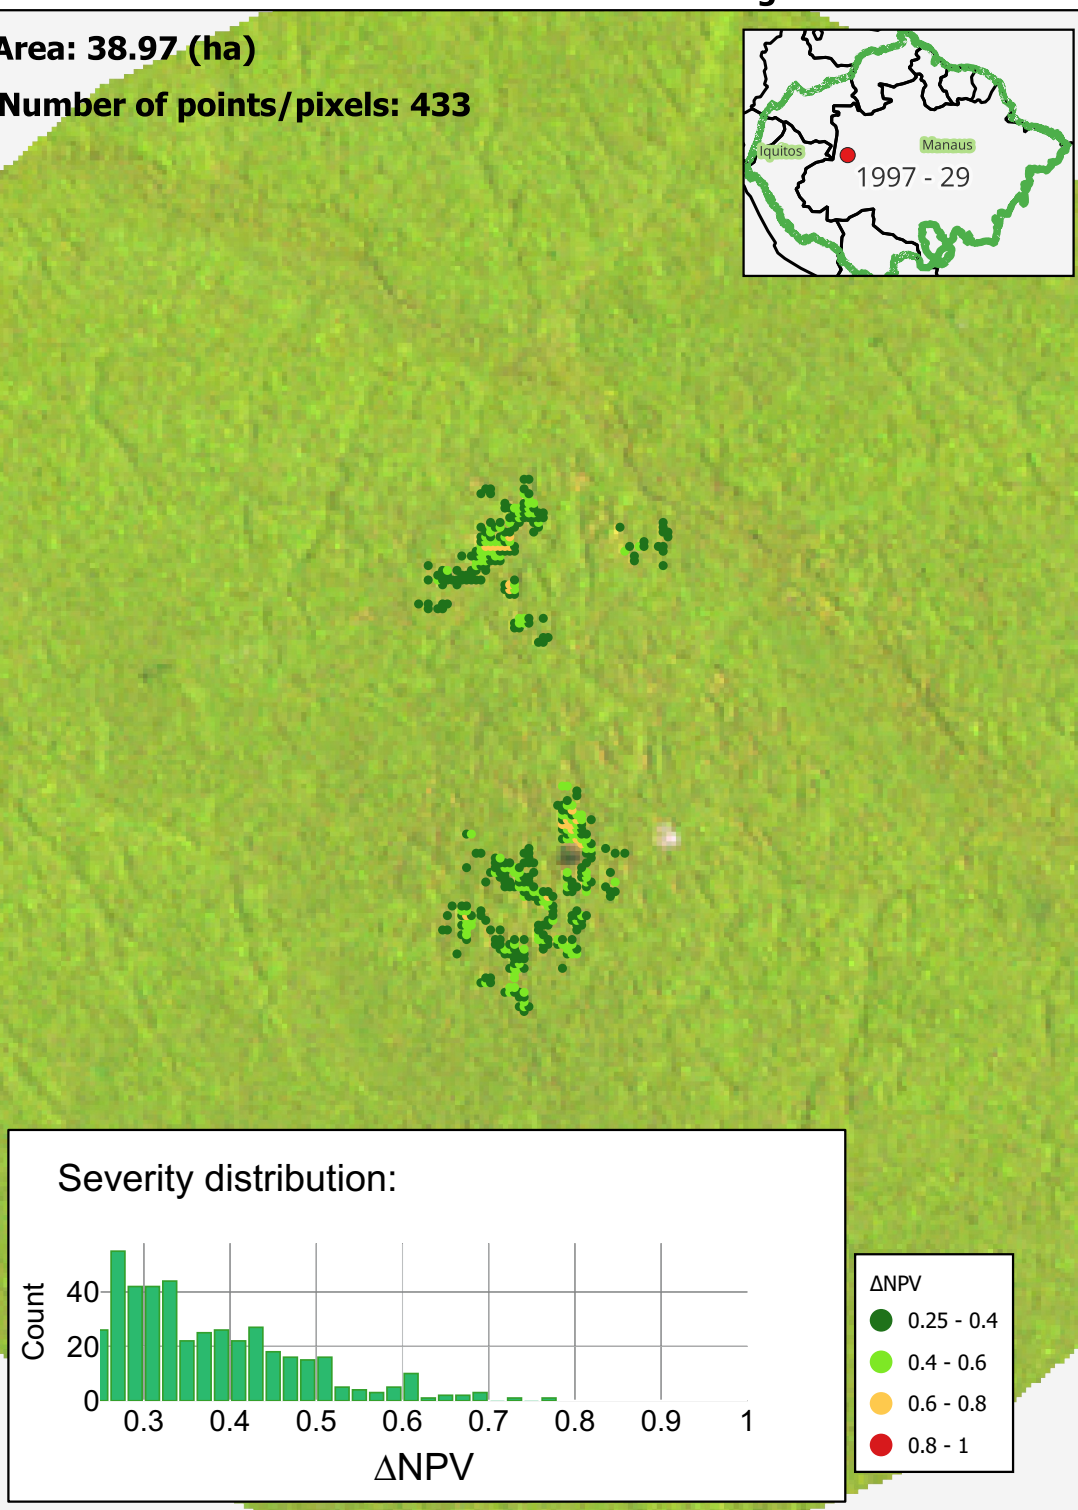 Area: 38.97 (ha)
Number of points/pixels: 433
Iquitos
Manaus
1997 - 29
Severity distribution:
Count
40
20
0
0.3 0.4 0.5 0.6 0.7 0.8 0.9 1
ΔNPV
ΔNPV
0.25 - 0.4
0.4 - 0.6
0.6 - 0.8
0.8 - 1